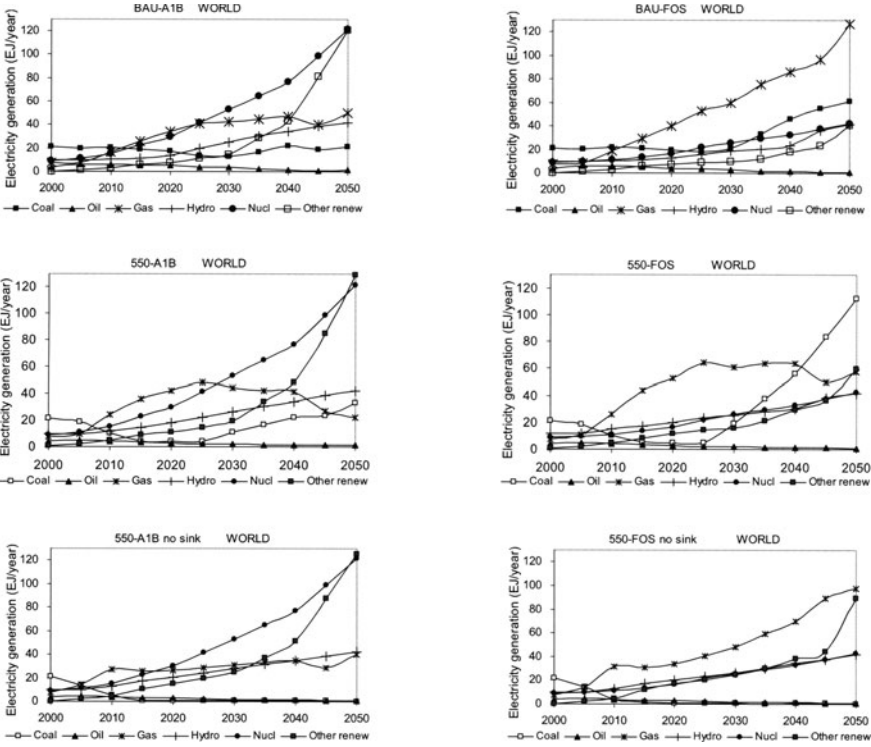 BAU-A1B WORLD
Electricity generation (EJ/year)
120
100
80
60
40
20
0
2000 2010 2020 2030 2040 2050
Coal Oil Gas Hydro Nucl Other renew
BAU-FOS WORLD
Electricity generation (EJ/year)
120
100
80
60
40
20
0
2000 2010 2020 2030 2040 2050
Coal Oil Gas Hydro Nucl Other renew
550-A1B WORLD
Electricity generation (EJ/year)
120
100
80
60
40
20
0
2000 2010 2020 2030 2040 2050
Coal Oil Gas Hydro Nucl Other renew
550-FOS WORLD
Electricity generation (EJ/year)
120
100
80
60
40
20
0
2000 2010 2020 2030 2040 2050
Coal Oil Gas Hydro Nucl Other renew
550-A1B no sink WORLD
Electricity generation (EJ/year)
120
100
80
60
40
20
0
2000 2010 2020 2030 2040 2050
Coal Oil Gas Hydro Nucl Other renew
550-FOS no sink WORLD
Electricity generation (EJ/year)
120
100
80
60
40
20
0
2000 2010 2020 2030 2040 2050
Coal Oil Gas Hydro Nucl Other renew